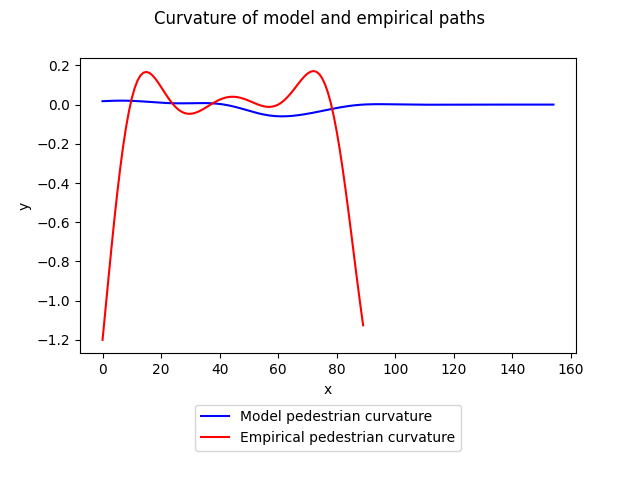 Curvature of model and empirical paths
0.2
0.0
−0.2
−0.4
−0.6
−0.8
−1.0
−1.2
y
0 20 40 60 80 100 120 140 160
x
Model pedestrian curvature
Empirical pedestrian curvature